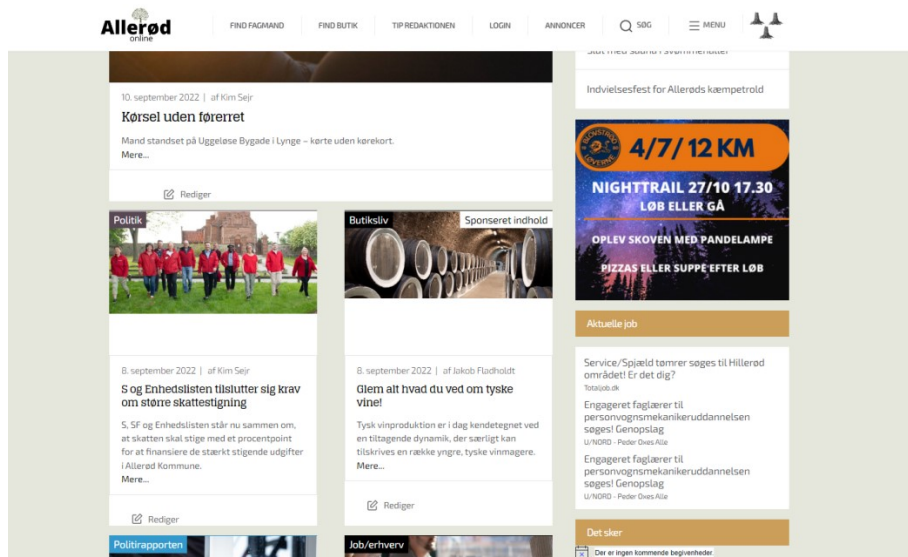 Allerød
online
FIND FAGMAND
FIND BUTIK
TIP REDAKTIONEN
LOGIN
ANNONCER
SØG
MENU
10. september 2022 | af Kim Sejr
Kørsel uden førerret
Mand standset på Uggeløse Bygade i Lynge – kørte uden kørekort.
Mere...
Rediger
Politik
8. september 2022 | af Kim Sejr
S og Enhedslisten tilslutter sig krav
om større skattestigning
S, SF og Enhedslisten står nu sammen om,
at skatten skal stige med et procentpoint
for at finansiere de stærkt stigende udgifter
i Allerød Kommune.
Mere...
Rediger
Butiksliv
Sponseret indhold
8. september 2022 | af Jakob Fladholdt
Glem alt hvad du ved om tyske
vine!
Tysk vinproduktion er i dag kendetegnet ved
en tiltagende dynamik, der særligt kan
tilskrives en række yngre, tyske vinmagere.
Mere...
Rediger
Politirapporten
Job/erhverv
Indvielsesfest for Allerøds kæmpetrold
4/7/12 KM
NIGHTTRAIL 27/10 17.30
LØB ELLER GÅ
OPLEV SKOVEN MED PANDELAMPE
PIZZAS ELLER SUPPE EFTER LØB
Aktuelle job
Service/Spjæld tømrer søges til Hillerød
området! Er det dig?
Totaljob.dk
Engageret faglærer til
personvognsmekanikeruddannelsen
søges! Genopslag
U/NORD - Peder Oxes Alle
Engageret faglærer til
personvognsmekanikeruddannelsen
søges! Genopslag
U/NORD - Peder Oxes Alle
Det sker
Der er ingen kommende begivenheder.